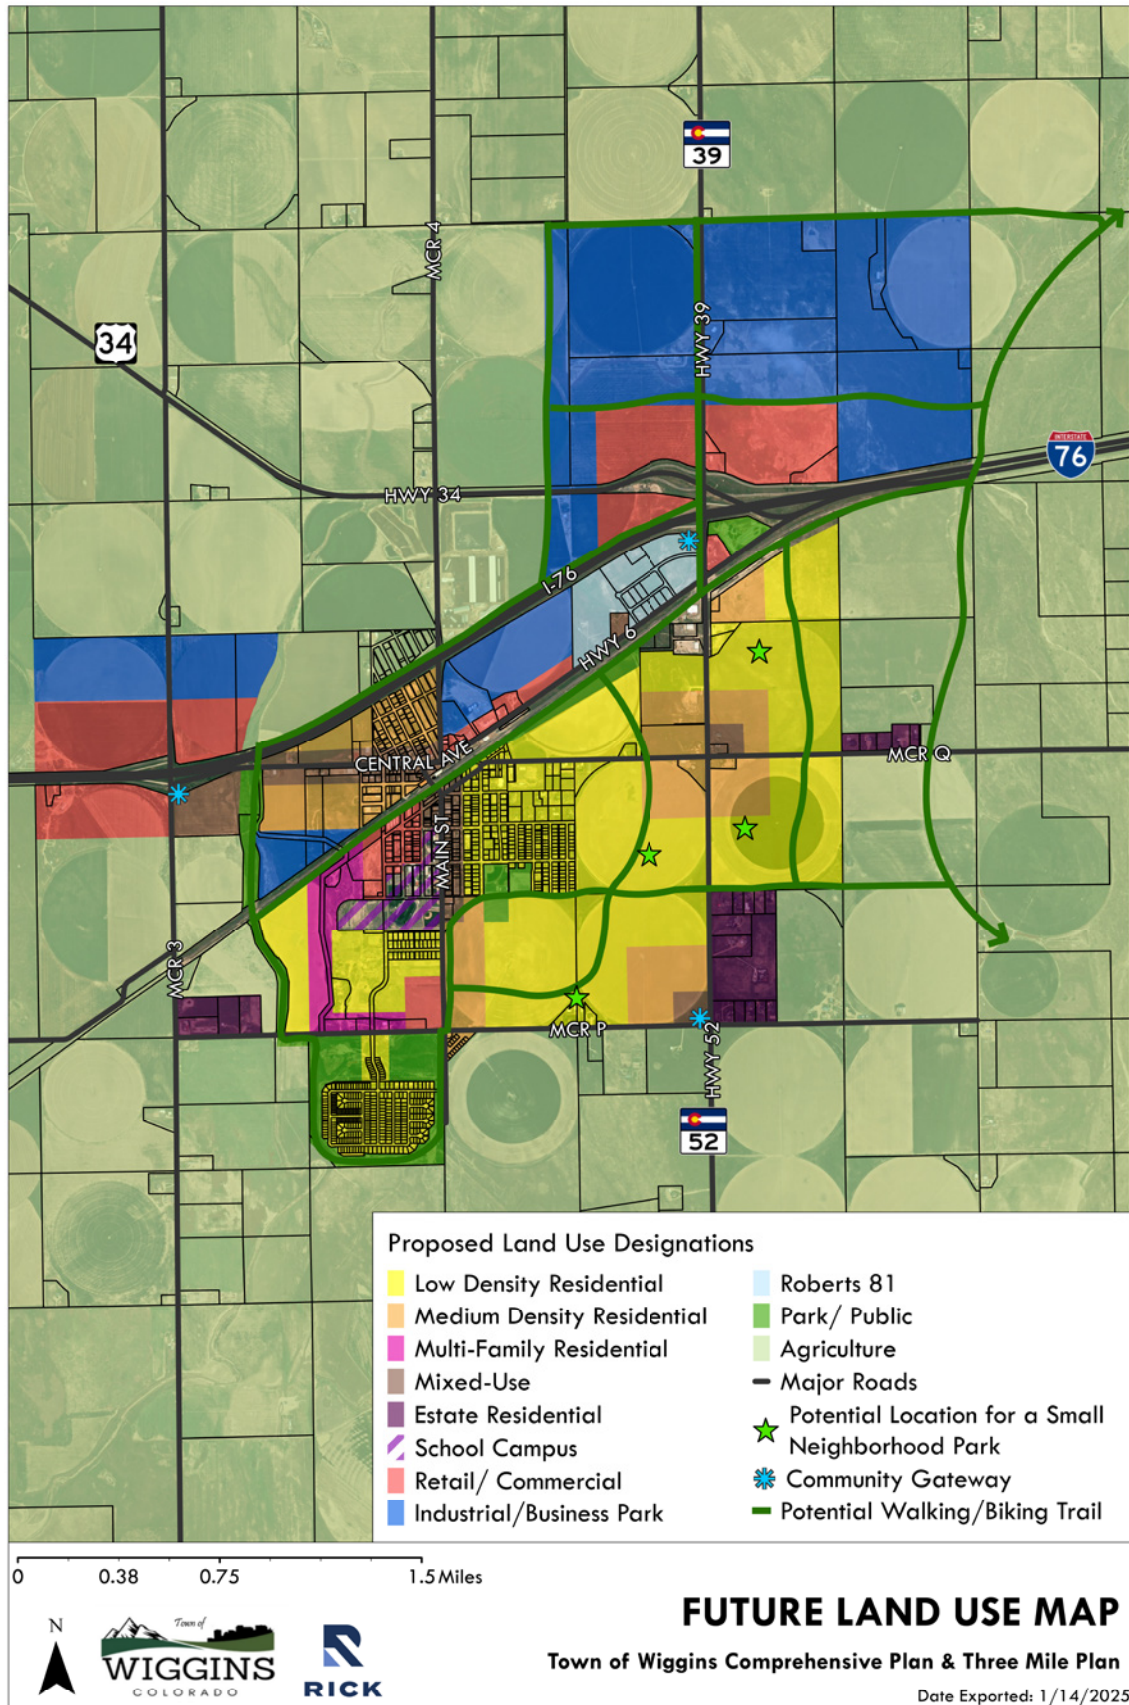 39
MCR 4
34
HWY 39
INTERSTATE
76
HWY 34
I-76
HWY 6
CENTRAL AVE
MCR Q
MAIN ST
MCR 3
MCR P
HWY 52
52
Proposed Land Use Designations
Low Density Residential
Medium Density Residential
Multi-Family Residential
Mixed-Use
Estate Residential
School Campus
Retail/ Commercial
Industrial/Business Park
Roberts 81
Park/ Public
Agriculture
Major Roads
Potential Location for a Small
Neighborhood Park
Community Gateway
Potential Walking/Biking Trail
0 0.38 0.75 1.5 Miles
N
Town of
WIGGINS
COLORADO
RICK
FUTURE LAND USE MAP
Town of Wiggins Comprehensive Plan & Three Mile Plan
Date Exported: 1/14/2025